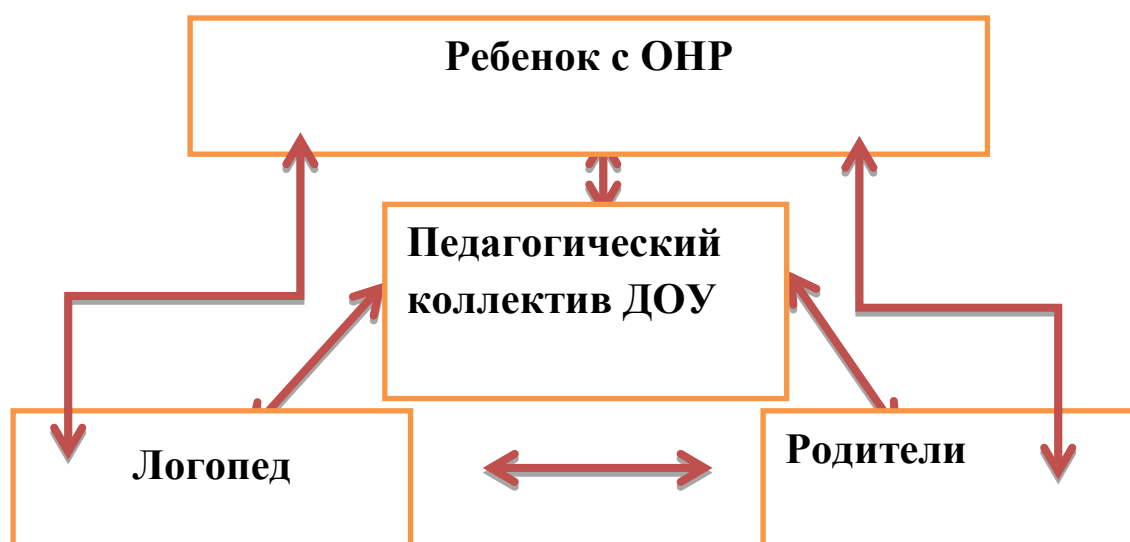 Ребенок с ОНР
Педагогический
коллектив ДОУ
Логопед
Родители